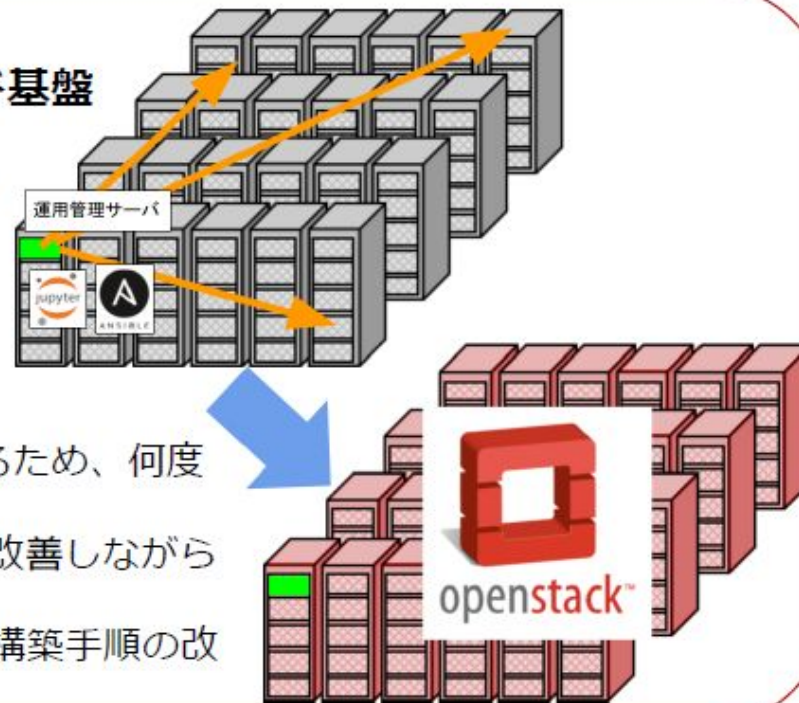 基盤
運用管理サーバ
jupyter
ANSIBLE
るため、何度
改善しながら
構築手順の改
openstack™